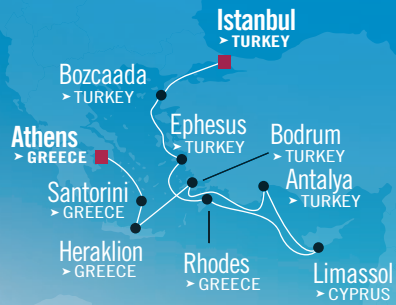 Istanbul
➤ TURKEY
Bozcaada
➤ TURKEY
Ephesus
➤ TURKEY
Bodrum
➤ TURKEY
Athens
➤ GREECE
Antalya
➤ TURKEY
Santorini
➤ GREECE
Heraklion
➤ GREECE
Rhodes
➤ GREECE
Limassol
➤ CYPRUS